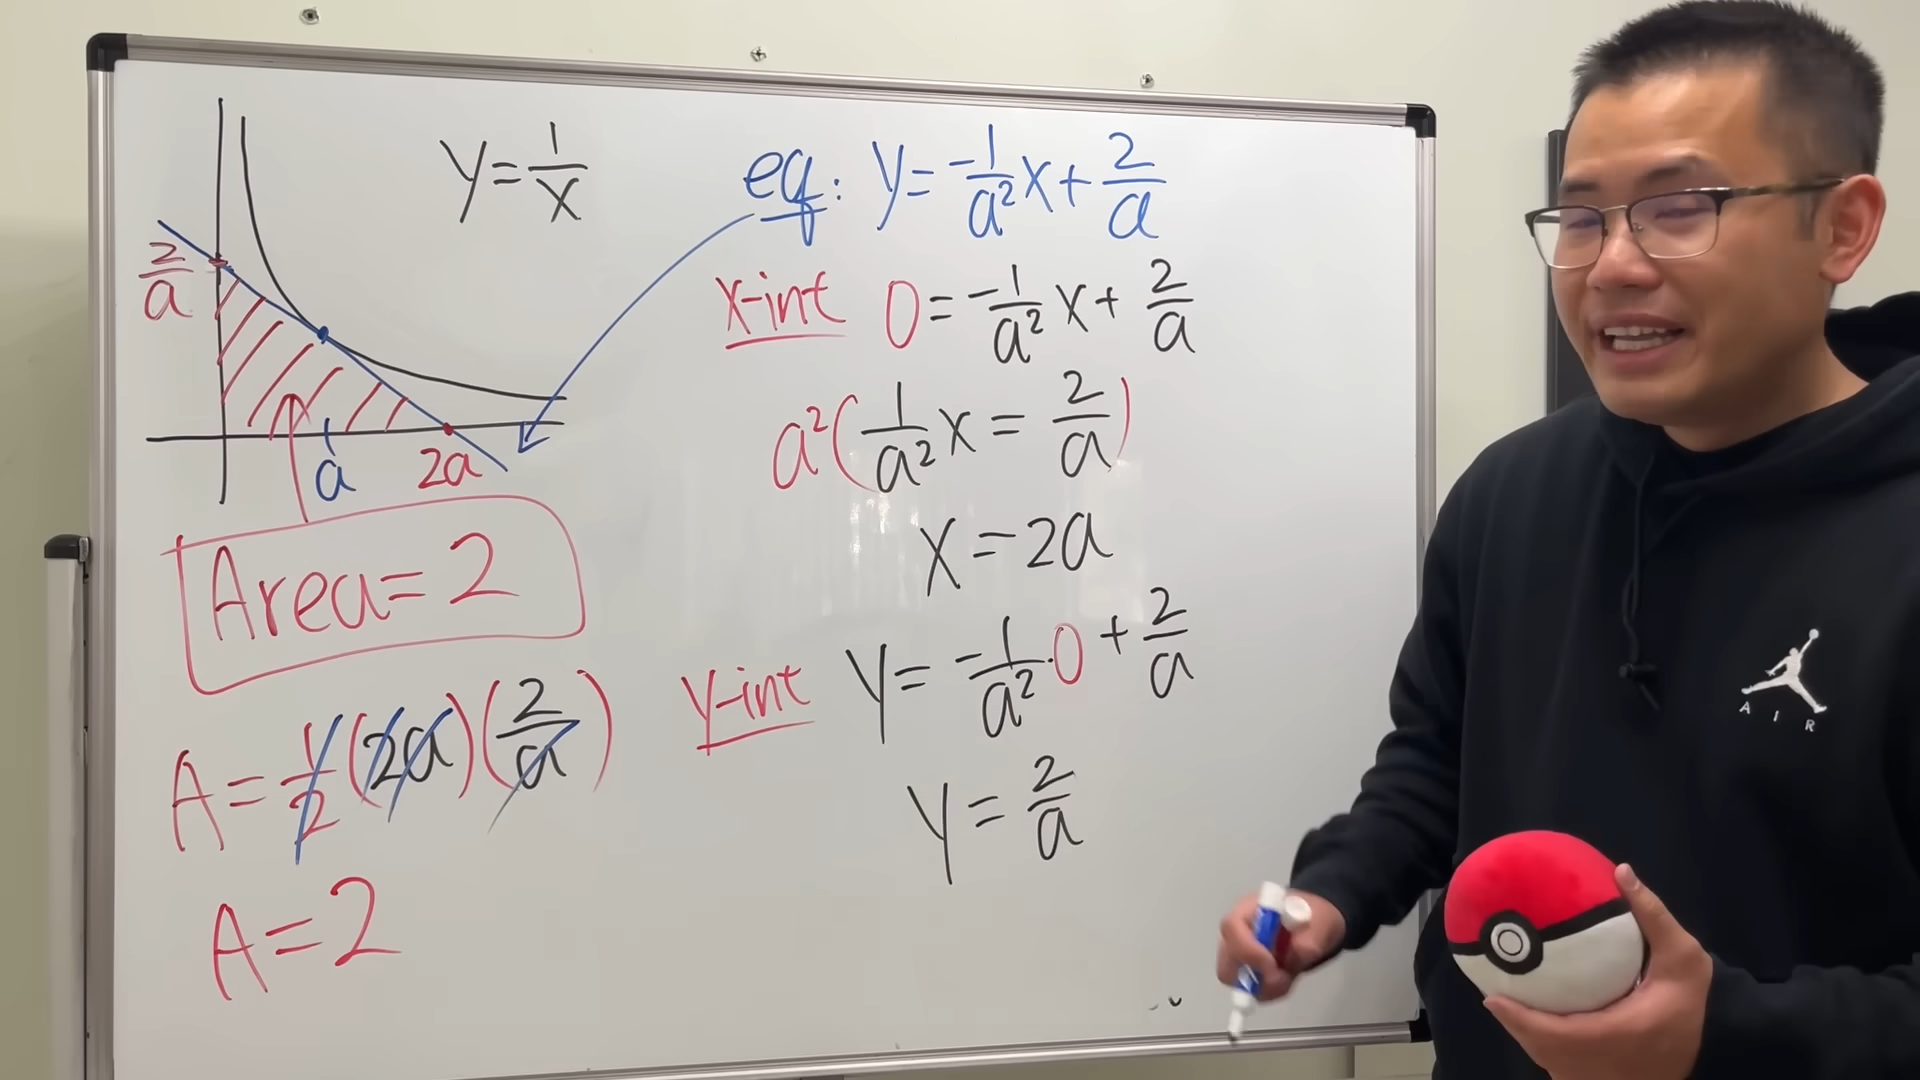 y = 1/x
2/a
a
2a
Area = 2
A = 1/2 (2a)(2/a)
A = 2
eq: y = -1/a² x + 2/a
x-int 0 = -1/a² x + 2/a
a²(1/a² x = 2/a)
x = 2a
y-int y = -1/a² · 0 + 2/a
y = 2/a
AIR